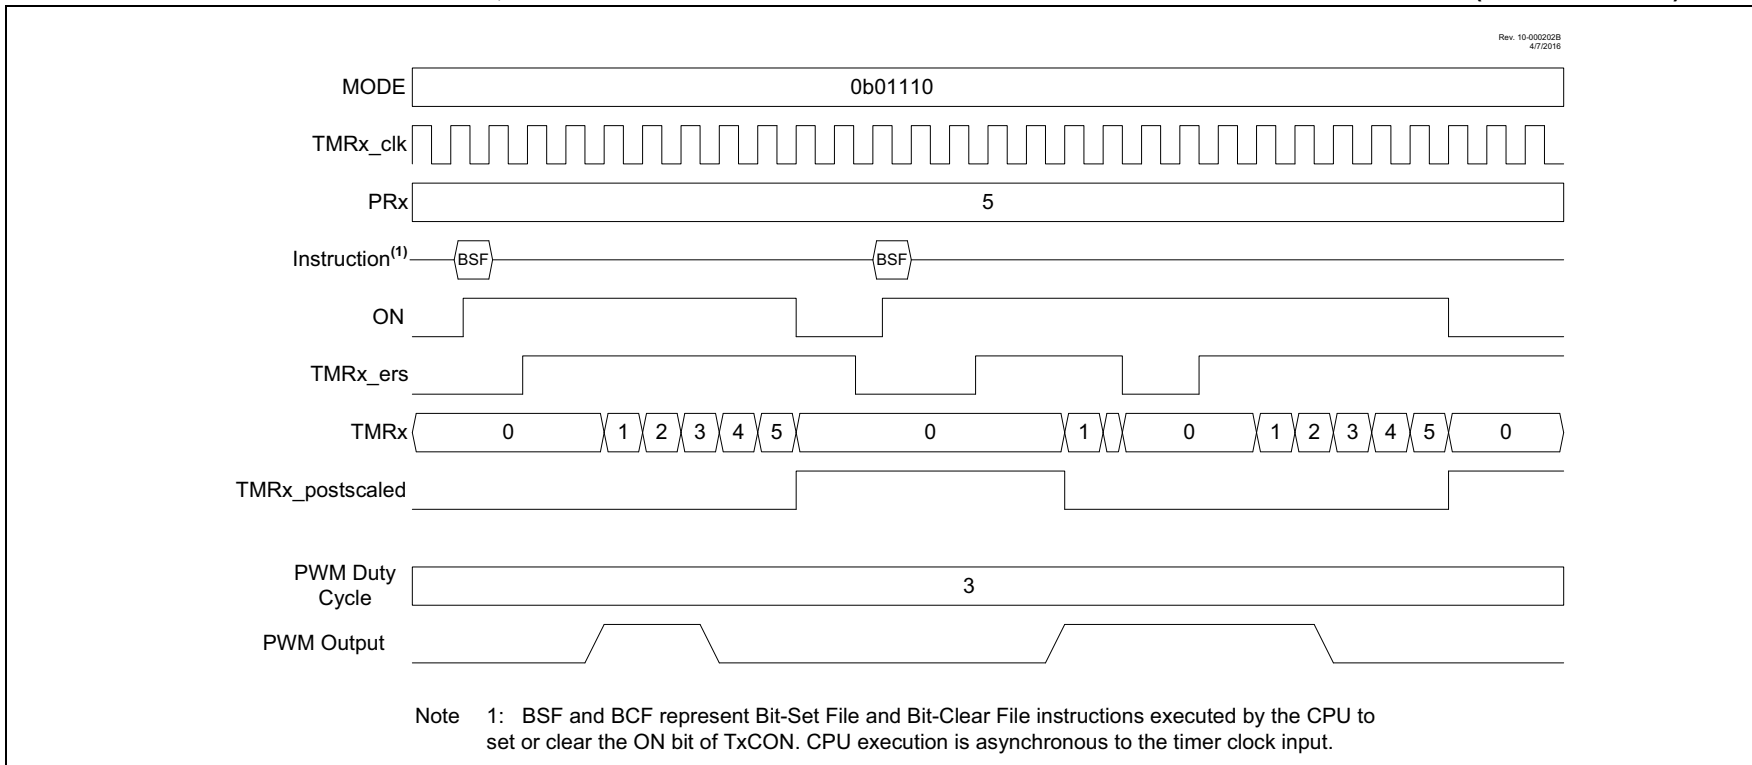 Rev. 10-000202B
4/7/2016
MODE 0b01110
TMRx_clk
PRx 5
Instruction(1) BSF BSF
ON
TMRx_ers
TMRx 0 1 2 3 4 5 0 1 0 1 2 3 4 5 0
TMRx_postscaled
PWM Duty
Cycle 3
PWM Output
Note 1: BSF and BCF represent Bit-Set File and Bit-Clear File instructions executed by the CPU to
set or clear the ON bit of TxCON. CPU execution is asynchronous to the timer clock input.